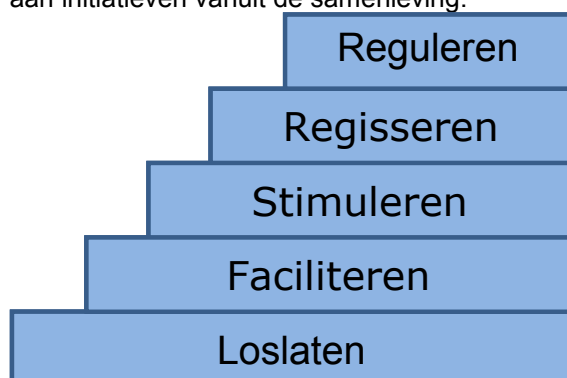 aan initiatieven vanuit de samenleving.
Reguleren
Regisseren
Stimuleren
Faciliteren
Loslaten